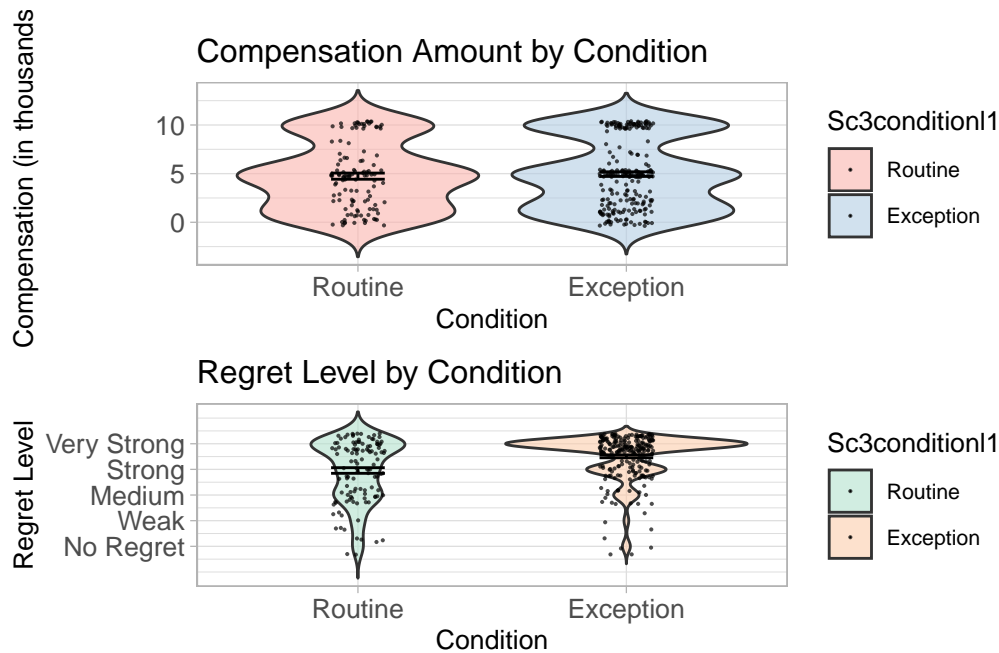 Compensation Amount by Condition
Compensation (in thousands
10
5
0
Routine
Exception
Condition
Sc3conditionl1
Routine
Exception
Regret Level by Condition
Regret Level
Very Strong
Strong
Medium
Weak
No Regret
Routine
Exception
Condition
Sc3conditionl1
Routine
Exception